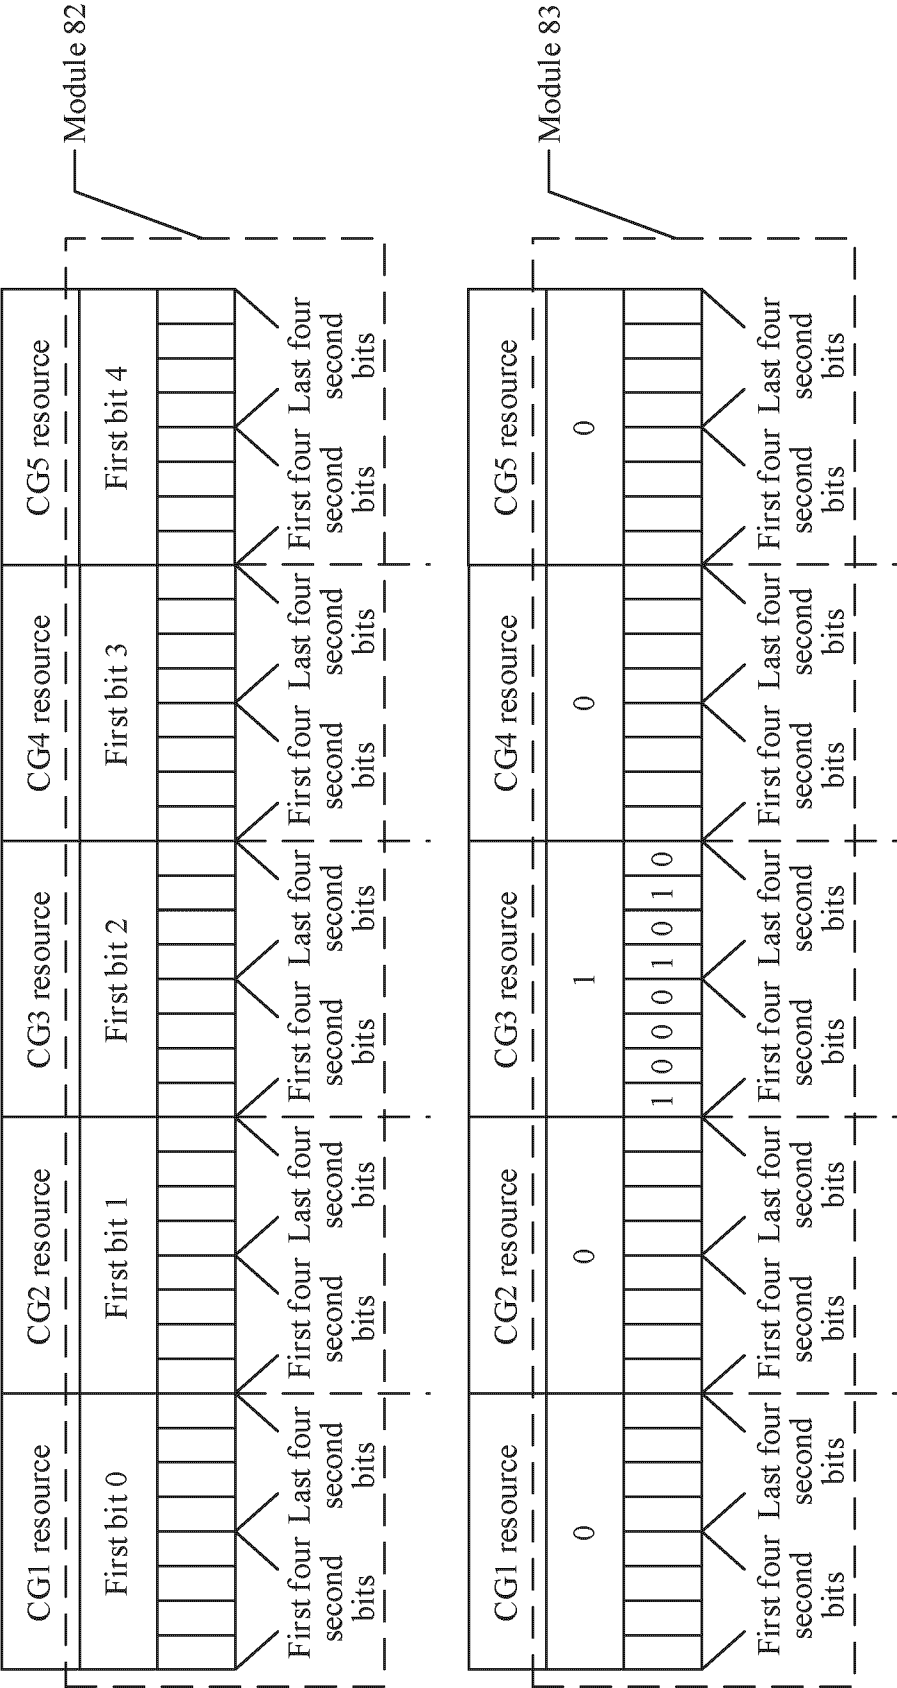 Module 82
CG1 resource
CG2 resource
CG3 resource
CG4 resource
CG5 resource
First bit 0
First bit 1
First bit 2
First bit 3
First bit 4
First four
second
bits
Last four
second
bits
First four
second
bits
Last four
second
bits
First four
second
bits
Last four
second
bits
First four
second
bits
Last four
second
bits
First four
second
bits
Last four
second
bits
Module 83
CG1 resource
CG2 resource
CG3 resource
CG4 resource
CG5 resource
0
0
1
0
0
1 0 0 0 1 0 1 0
First four
second
bits
Last four
second
bits
First four
second
bits
Last four
second
bits
First four
second
bits
Last four
second
bits
First four
second
bits
Last four
second
bits
First four
second
bits
Last four
second
bits